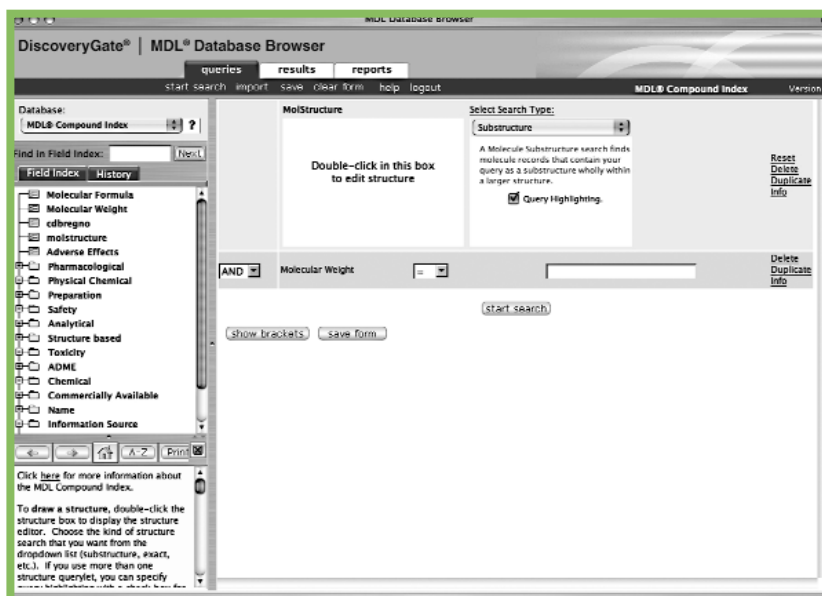 MDL Database Browser
DiscoveryGate® | MDL® Database Browser
queries results reports
start search import save clear form help logout MDL® Compound Index Version
Database:
MDL® Compound Index ?
Find in Field Index: Next
Field Index History
Molecular Formula
Molecular Weight
cdbregno
molstructure
Adverse Effects
Pharmacological
Physical Chemical
Preparation
Safety
Analytical
Structure based
Toxicity
ADME
Chemical
Commercially Available
Name
Information Source
A-Z Print
Click here for more information about
the MDL Compound Index.
To draw a structure, double-click the
structure box to display the structure
editor. Choose the kind of structure
search that you want from the
dropdown list (substructure, exact,
etc.). If you use more than one
structure querylet, you can specify
query highlighting with a check box for
MolStructure
Double-click in this box
to edit structure
Select Search Type:
Substructure
A Molecule Substructure search finds
molecule records that contain your
query as a substructure wholly within
a larger structure.
Query Highlighting.
Reset
Delete
Duplicate
Info
AND Molecular Weight =
Delete
Duplicate
Info
start search
show brackets save form